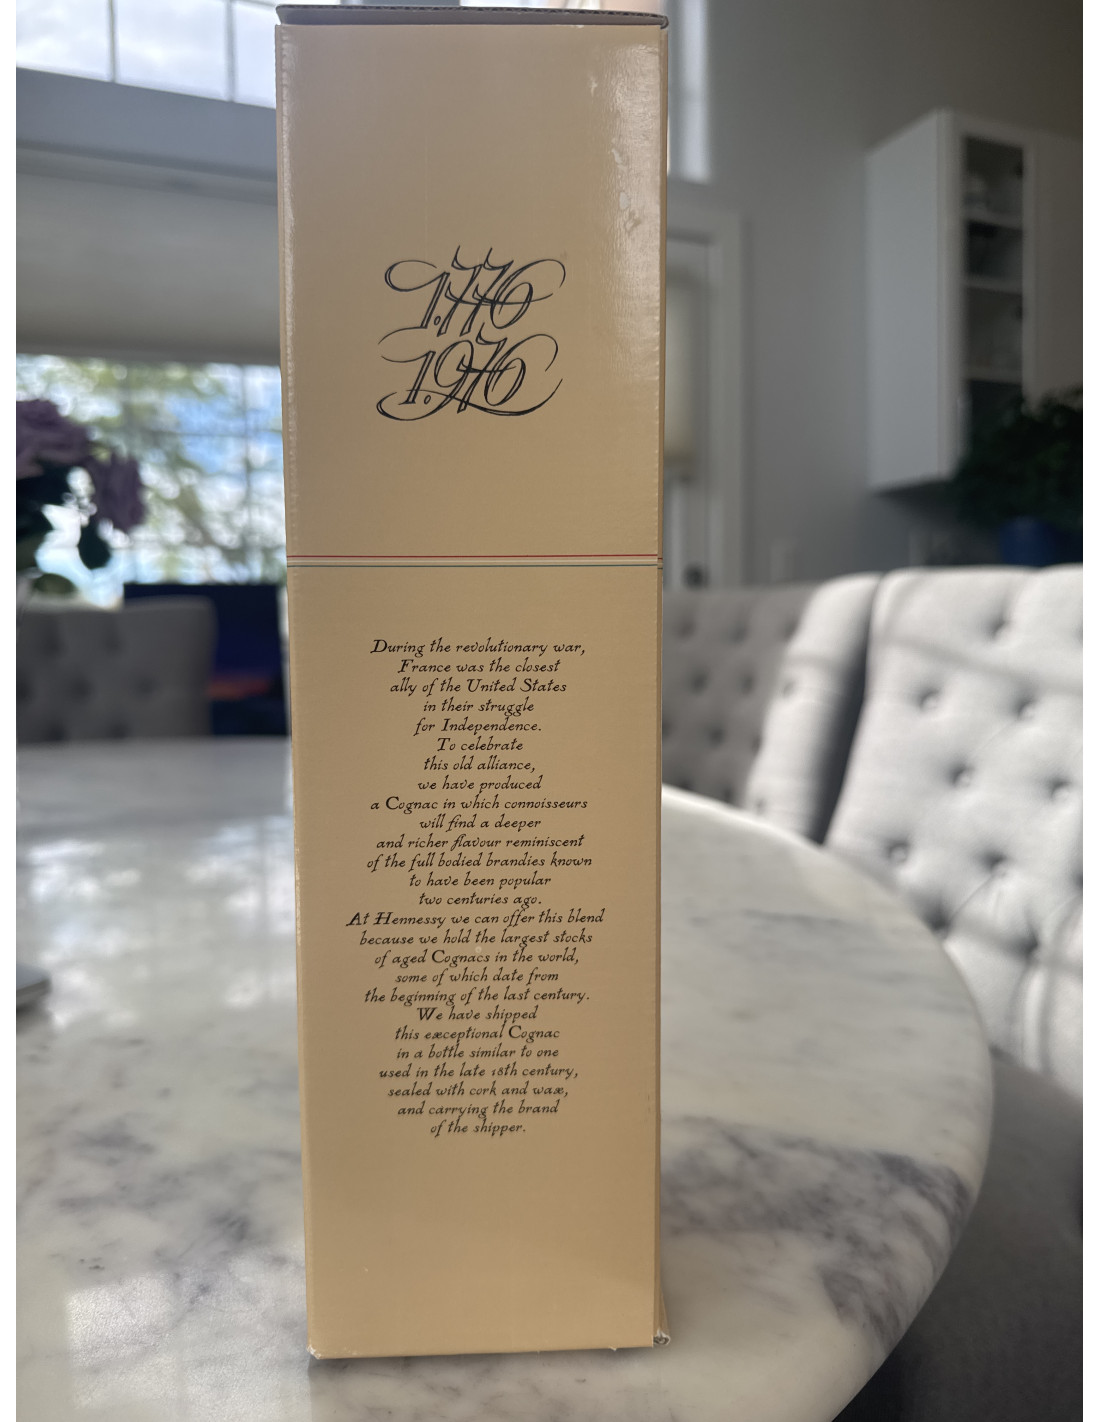 1.776
1.976
During the revolutionary war,
France was the closest
ally of the United States
in their struggle
for Independence.
To celebrate
this old alliance,
we have produced
a Cognac in which connoisseurs
will find a deeper
and richer flavour reminiscent
of the full bodied brandies known
to have been popular
two centuries ago.
At Hennessy we can offer this blend
because we hold the largest stocks
of aged Cognacs in the world,
some of which date from
the beginning of the last century.
We have shipped
this exceptional Cognac
in a bottle similar to one
used in the late 18th century,
sealed with cork and wax,
and carrying the brand
of the shipper.